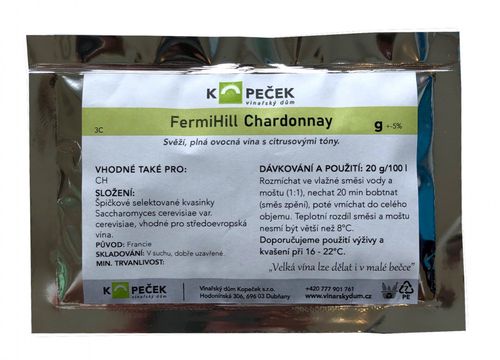 K PEČEK
vinařský dům
FermiHill Chardonnay
3C
g +-5%
Svěží, plná ovocná vína s citrusovými tóny.
VHODNÉ TAKÉ PRO:
CH
SLOŽENÍ:
Špičkové selektované kvasinky
Saccharomyces cerevisiae var.
cerevisiae, vhodné pro středoevropská
vína.
PŮVOD: Francie
SKLADOVÁNÍ: V suchu, dobře uzavřené.
MIN. TRVANLIVOST:
DÁVKOVÁNÍ A POUŽITÍ: 20 g/100 l
Rozmíchat ve vlažné směsi vody a
moštu (1:1), nechat 20 min bobtnat
(směs zpění), poté vmíchat do celého
objemu. Teplotní rozdíl směsi a moštu
nesmí být větší než 8°C.
Doporučujeme použití výživy a
kvašení při 16 - 22°C.
„Velká vína lze dělat i v malé bečce"
K PEČEK
vinařský dům
Vinařský dům Kopeček s.r.o.
Hodonínská 306, 696 03 Dubňany
+420 777 901 761
www.vinarskydum.cz
PE